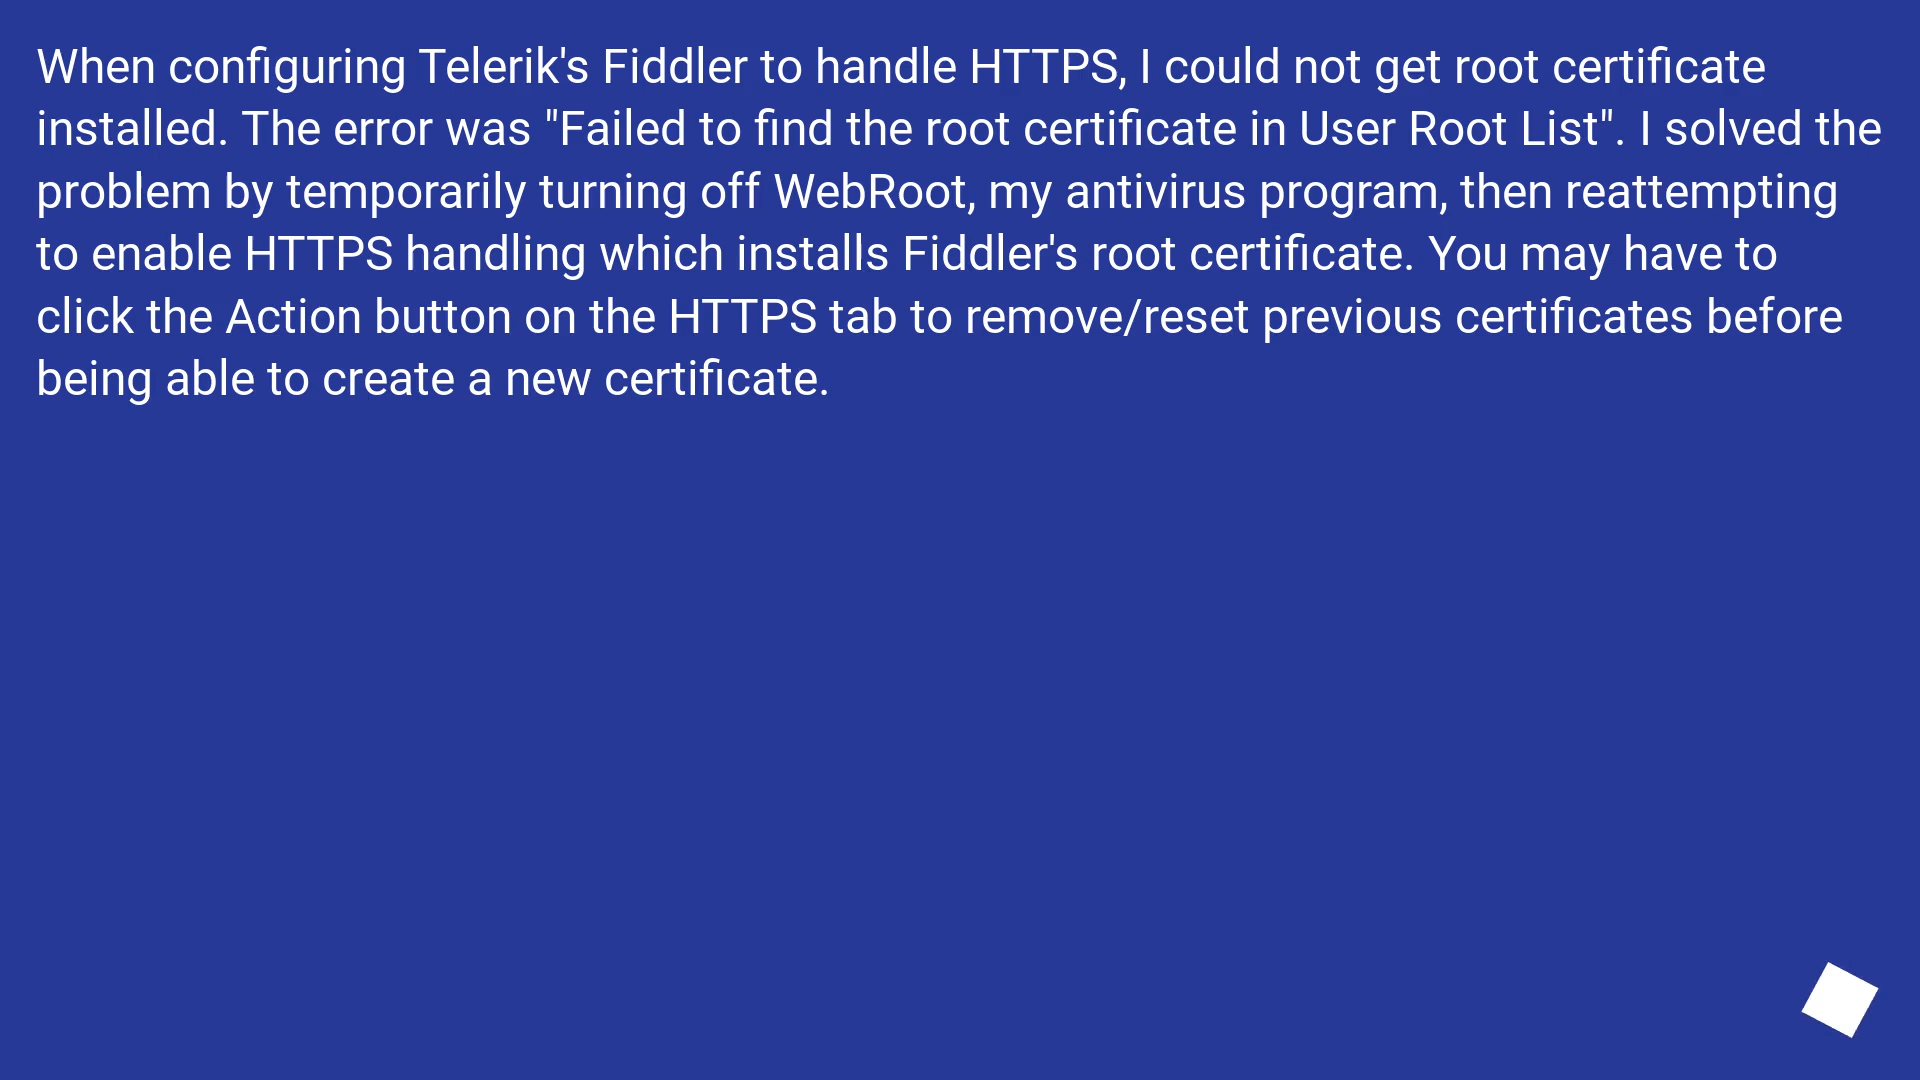 When configuring Telerik's Fiddler to handle HTTPS, I could not get root certificate
installed. The error was "Failed to find the root certificate in User Root List". I solved the
problem by temporarily turning off WebRoot, my antivirus program, then reattempting
to enable HTTPS handling which installs Fiddler's root certificate. You may have to
click the Action button on the HTTPS tab to remove/reset previous certificates before
being able to create a new certificate.